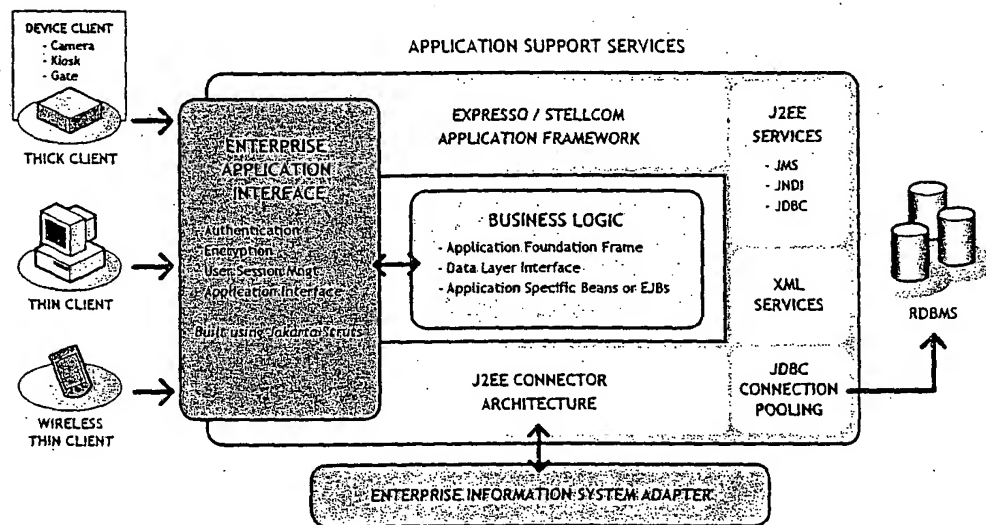 DEVICE CLIENT
- Camera
- Kiosk
- Gate
THICK CLIENT
THIN CLIENT
WIRELESS
THIN CLIENT
APPLICATION SUPPORT SERVICES
ENTERPRISE
APPLICATION
INTERFACE
Authentication
Encryption
User Session Mngt
Application Interface
Built using Jakarta Struts
EXPRESSO / STELLCOM
APPLICATION FRAMEWORK
BUSINESS LOGIC
- Application Foundation Frame
- Data Layer Interface
- Application Specific Beans or EJBs
J2EE CONNECTOR
ARCHITECTURE
J2EE
SERVICES
- JMS
- JNDI
- JDBC
XML
SERVICES
JDBC
CONNECTION
POOLING
RDBMS
ENTERPRISE INFORMATION SYSTEM ADAPTER